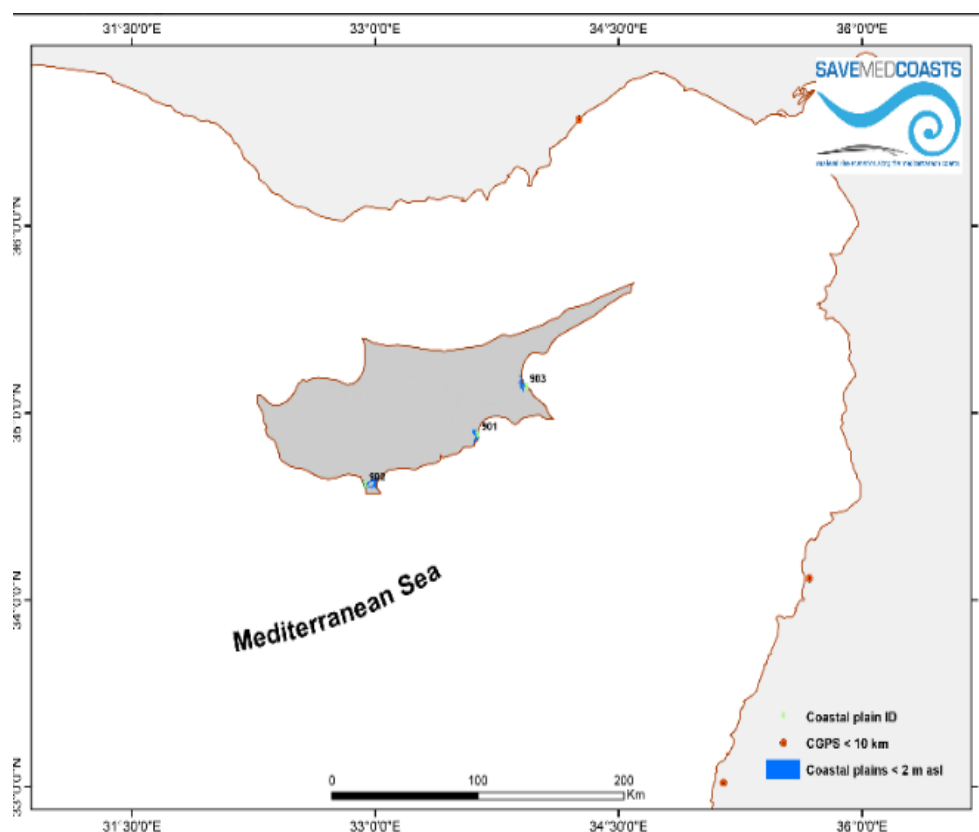 31°30'0"E 33°0'0"E 34°30'0"E 36°0'0"E
SAVEMEDCOASTS
36°0'0"N
35°0'0"N
34°0'0"N
33°0'0"N
903
901
902
Mediterranean Sea
Coastal plain ID
CGPS < 10 km
Coastal plains < 2 m asl
0 100 200
Km
31°30'0"E 33°0'0"E 34°30'0"E 36°0'0"E